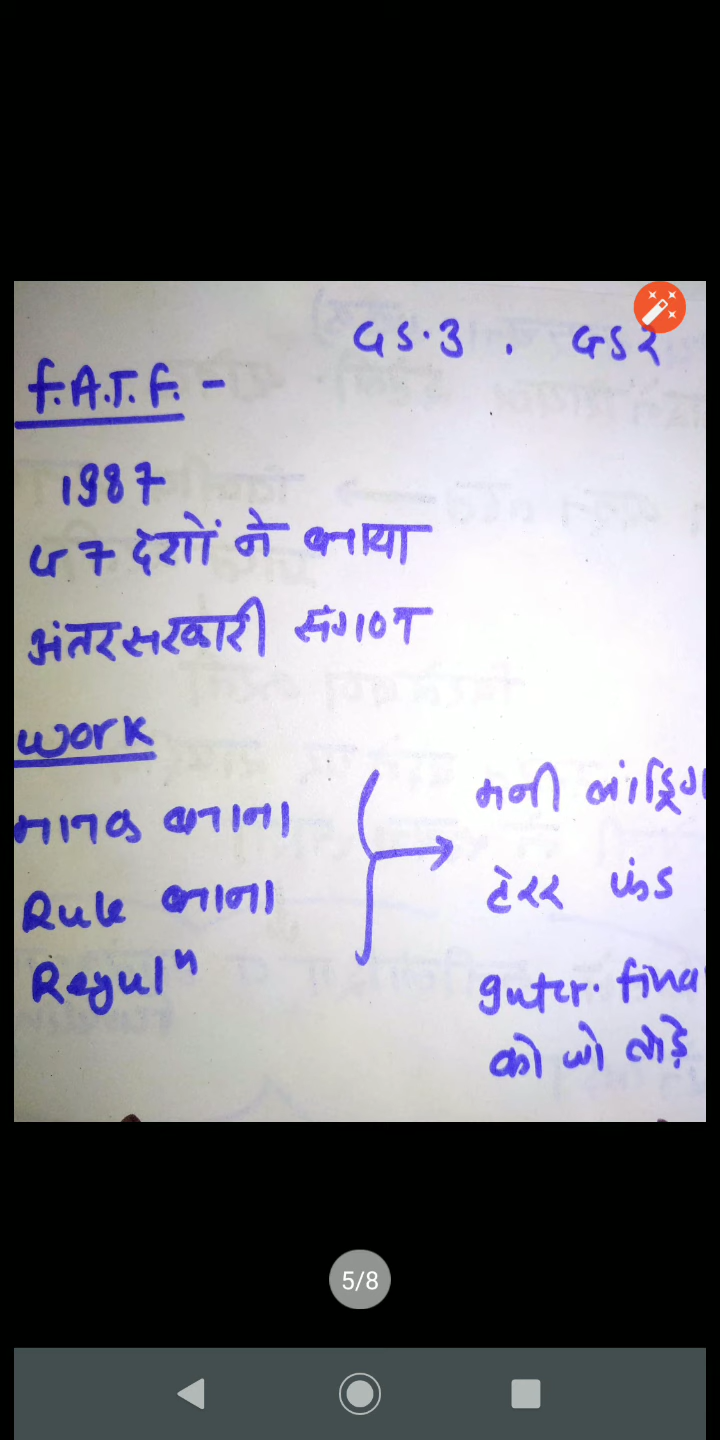 GS.3 . GS2
F.A.T.F. -
1987
G7 देशों ने बनाया
अंतरसरकारी संगठन
work
मानक बनाना
Rule बनाना
Regulⁿ
मनी लांड्रिंग
टेरर फंड
Inter. fina
को जो तोड़े
5/8